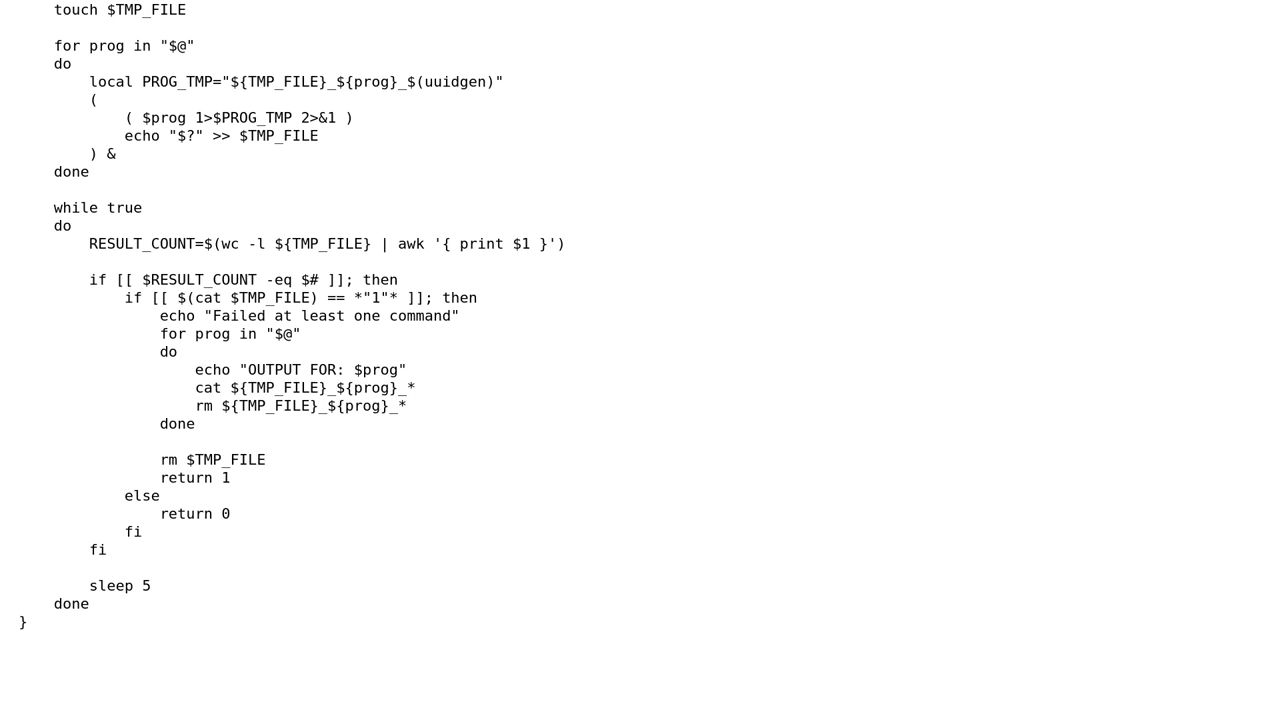 touch $TMP_FILE
for prog in "$@"
do
local PROG_TMP="${TMP_FILE}_${prog}_$(uuidgen)"
(
( $prog 1>$PROG_TMP 2>&1 )
echo "$?" >> $TMP_FILE
) &
done
while true
do
RESULT_COUNT=$(wc -l ${TMP_FILE} | awk '{ print $1 }')
if [[ $RESULT_COUNT -eq $# ]]; then
if [[ $(cat $TMP_FILE) == *"1"* ]]; then
echo "Failed at least one command"
for prog in "$@"
do
echo "OUTPUT FOR: $prog"
cat ${TMP_FILE}_${prog}_*
rm ${TMP_FILE}_${prog}_*
done
rm $TMP_FILE
return 1
else
return 0
fi
fi
sleep 5
done
}